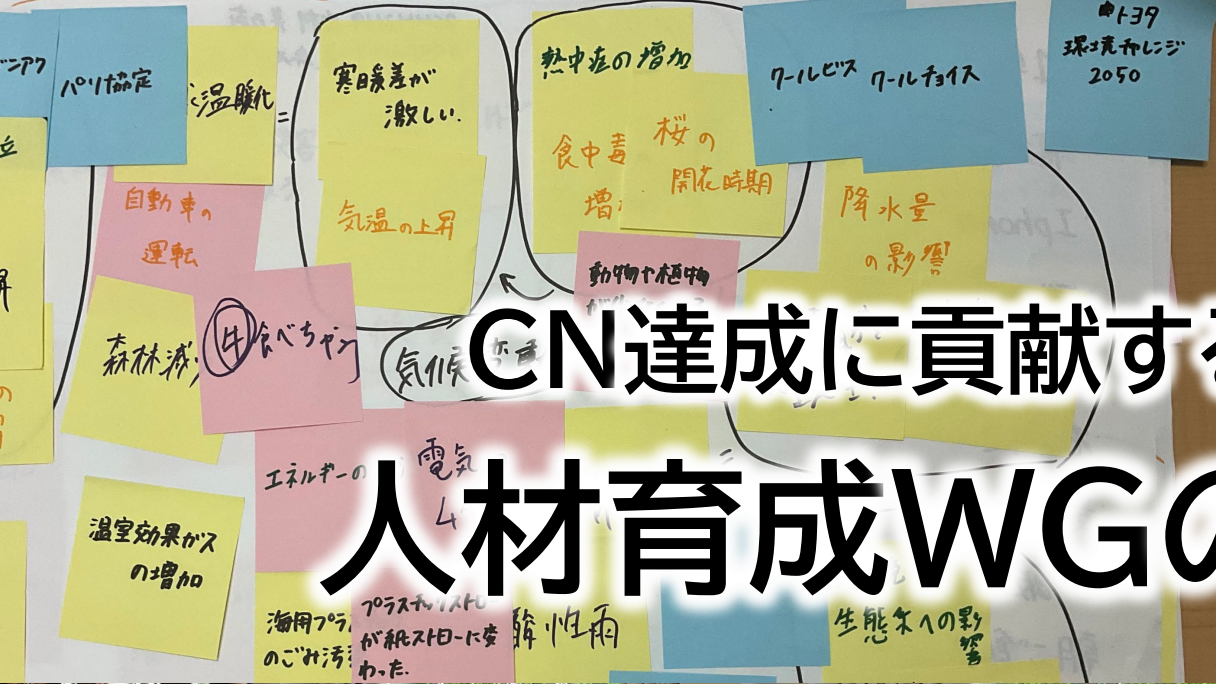 パリ協定
温暖化
寒暖差が
激しい.
気温の上昇
熱中症の増加
食中毒
増
桜の
開花時期
クールビズ
クールチョイス
トヨタ
環境チャレンジ
2050
降水量
の影響
自動車の
運転
動物や植物
森林減
牛食べちゃう
気候
CN達成に貢献する
人材育成WGの
エネルギーの
電気
温室効果ガス
の増加
海用プラ
のごみ汚
プラスチックストロー
が紙ストローに変
わった.
酸性雨
生態系への影
響